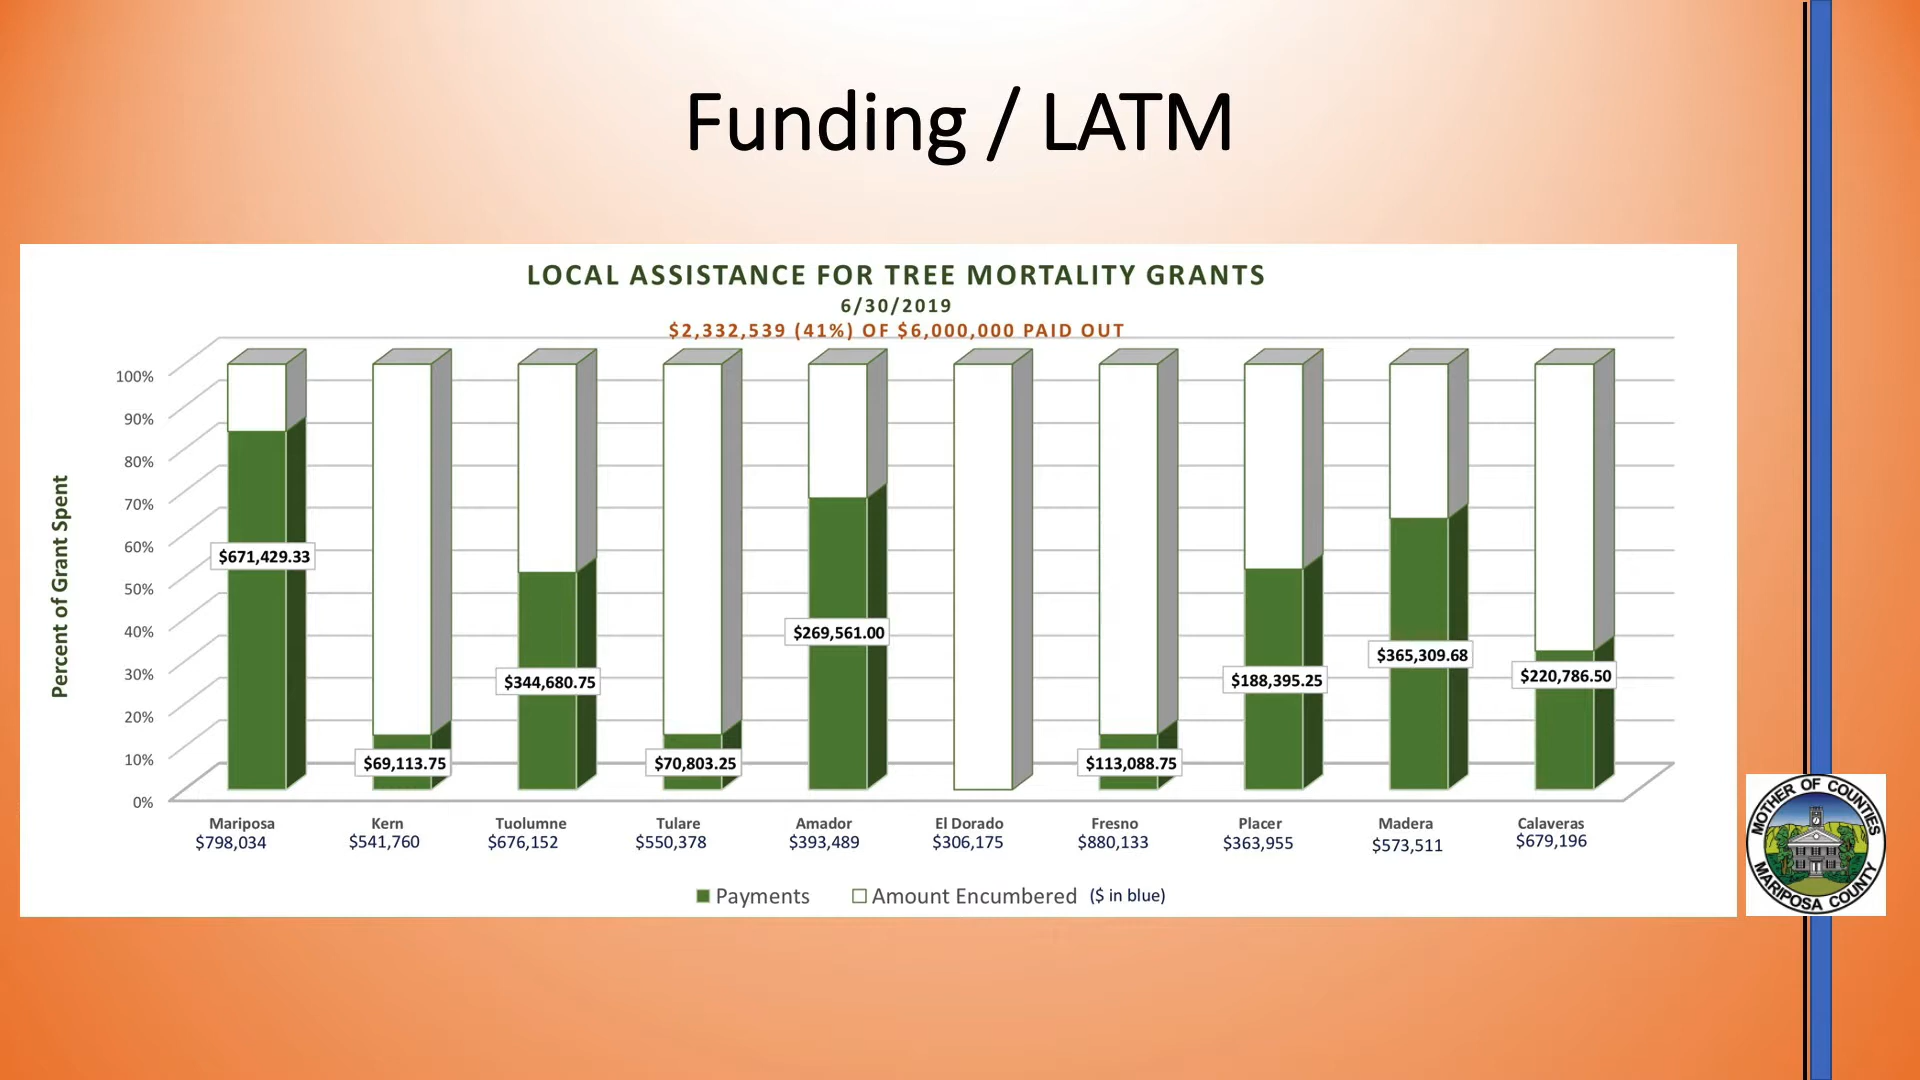 Funding / LATM
LOCAL ASSISTANCE FOR TREE MORTALITY GRANTS
6/30/2019
$2,332,539 (41%) OF $6,000,000 PAID OUT
Percent of Grant Spent
100%
90%
80%
70%
60%
50%
40%
30%
20%
10%
0%
$671,429.33
$69,113.75
$344,680.75
$70,803.25
$269,561.00
$113,088.75
$188,395.25
$365,309.68
$220,786.50
Mariposa Kern Tuolumne Tulare Amador El Dorado Fresno Placer Madera Calaveras
$798,034 $541,760 $676,152 $550,378 $393,489 $306,175 $880,133 $363,955 $573,511 $679,196
Payments Amount Encumbered ($ in blue)
MOTHER OF COUNTIES
MARIPOSA COUNTY